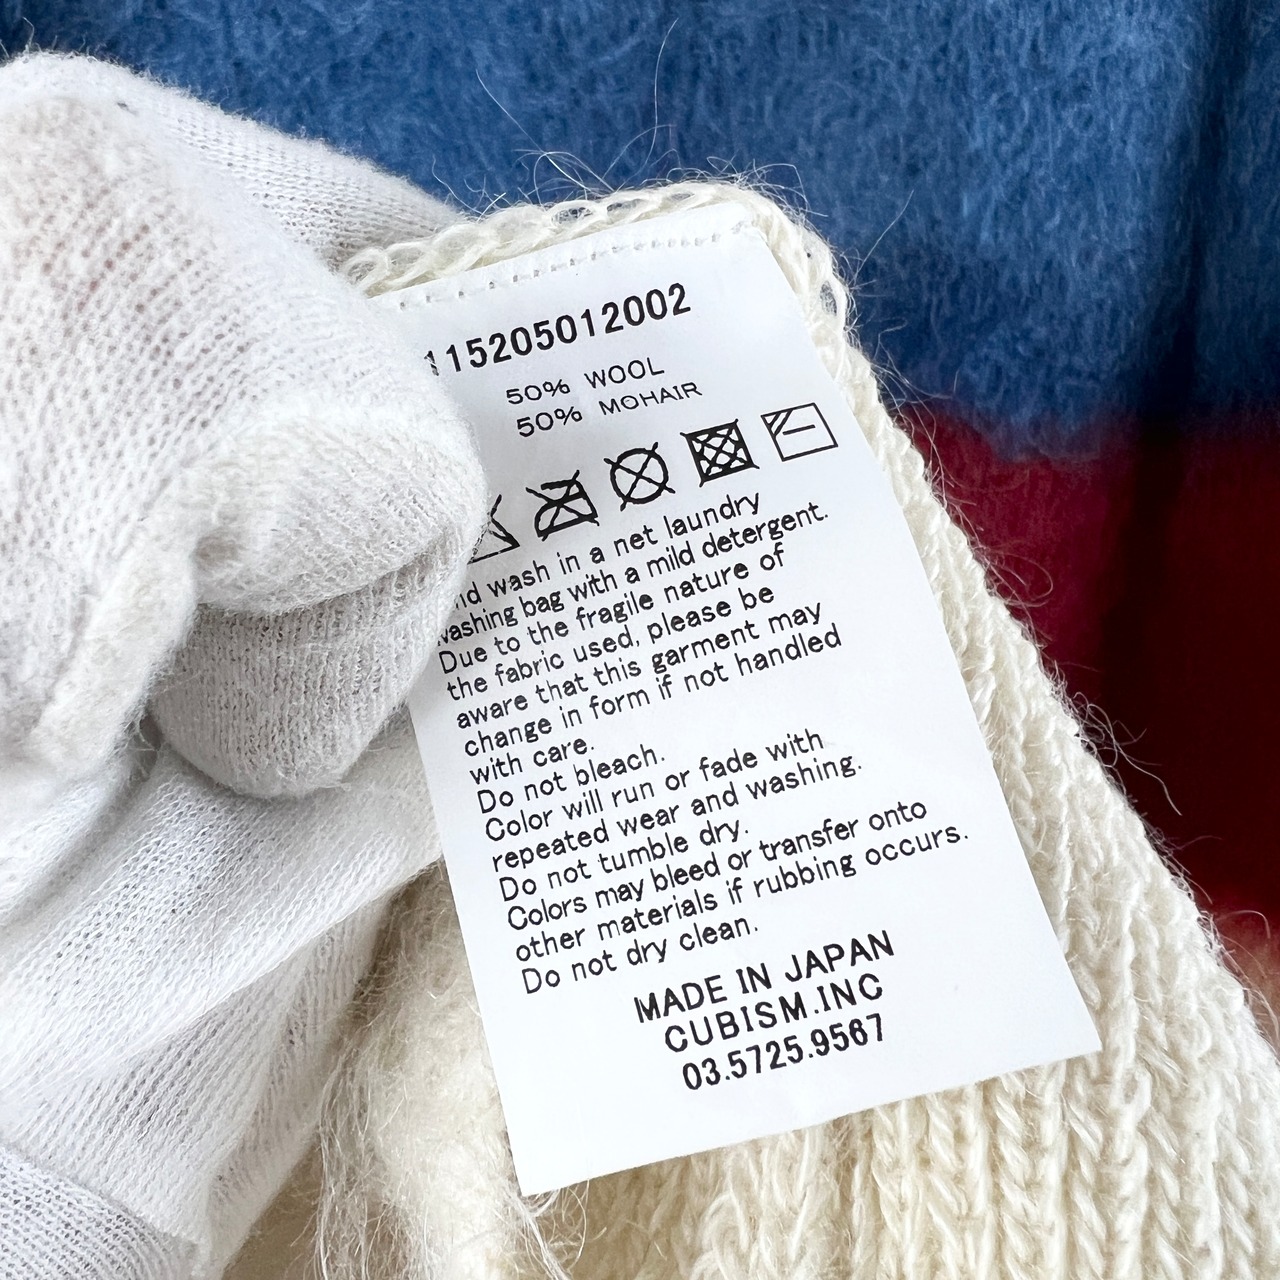 115205012002
50% WOOL
50% MOHAIR
wash in a net laundry
washing bag with a mild detergent.
Due to the fragile nature of
the fabric used, please be
aware that this garment may
change in form if not handled
with care.
Do not bleach.
Color will run or fade with
repeated wear and washing.
Do not tumble dry.
Colors may bleed or transfer onto
other materials if rubbing occurs.
Do not dry clean.
MADE IN JAPAN
CUBISM.INC
03.5725.9567